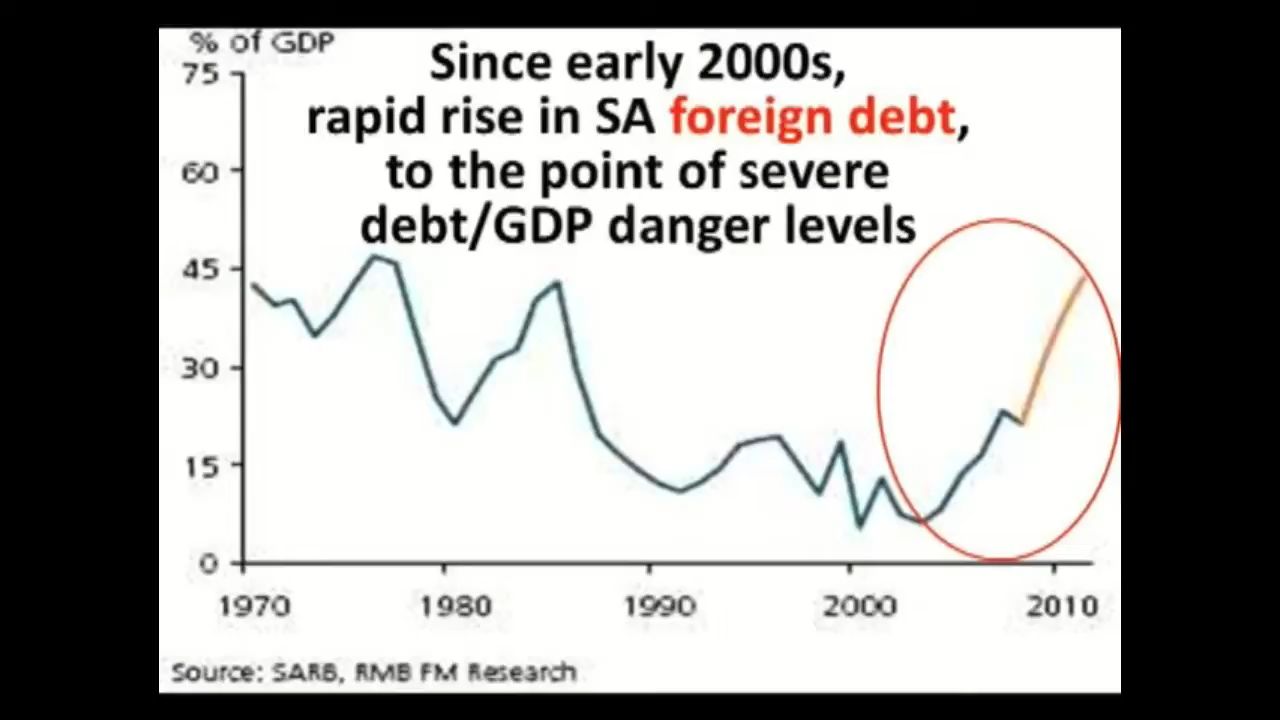 % of GDP
Since early 2000s,
rapid rise in SA foreign debt,
to the point of severe
debt/GDP danger levels
75
60
45
30
15
0
1970 1980 1990 2000 2010
Source: SARB, RMB FM Research